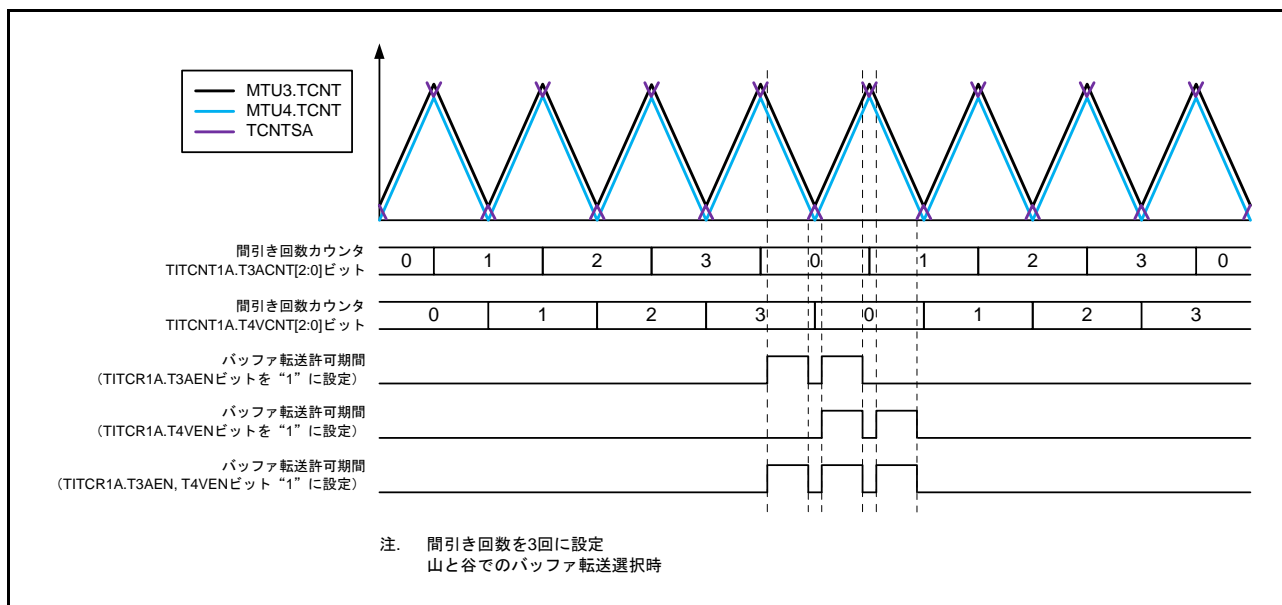 MTU3.TCNT
MTU4.TCNT
TCNTSA
間引き回数カウンタ
TITCNT1A.T3ACNT[2:0]ビット
0 1 2 3 0 1 2 3 0
間引き回数カウンタ
TITCNT1A.T4VCNT[2:0]ビット
0 1 2 3 0 1 2 3
バッファ転送許可期間
（TITCR1A.T3AENビットを“1”に設定）
バッファ転送許可期間
（TITCR1A.T4VENビットを“1”に設定）
バッファ転送許可期間
（TITCR1A.T3AEN, T4VENビット“1”に設定）
注. 間引き回数を3回に設定
山と谷でのバッファ転送選択時